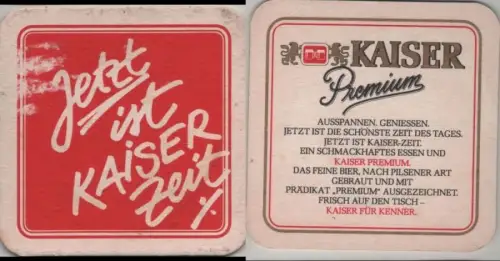 Jetzt
ist
KAiSER
Zeit
KAISER
Premium
AUSSPANNEN. GENIESSEN.
JETZT IST DIE SCHÖNSTE ZEIT DES TAGES.
JETZT IST KAISER-ZEIT.
EIN SCHMACKHAFTES ESSEN UND
KAISER PREMIUM.
DAS FEINE BIER, NACH PILSENER ART
GEBRAUT UND MIT
PRÄDIKAT „PREMIUM" AUSGEZEICHNET.
FRISCH AUF DEN TISCH –
KAISER FÜR KENNER.